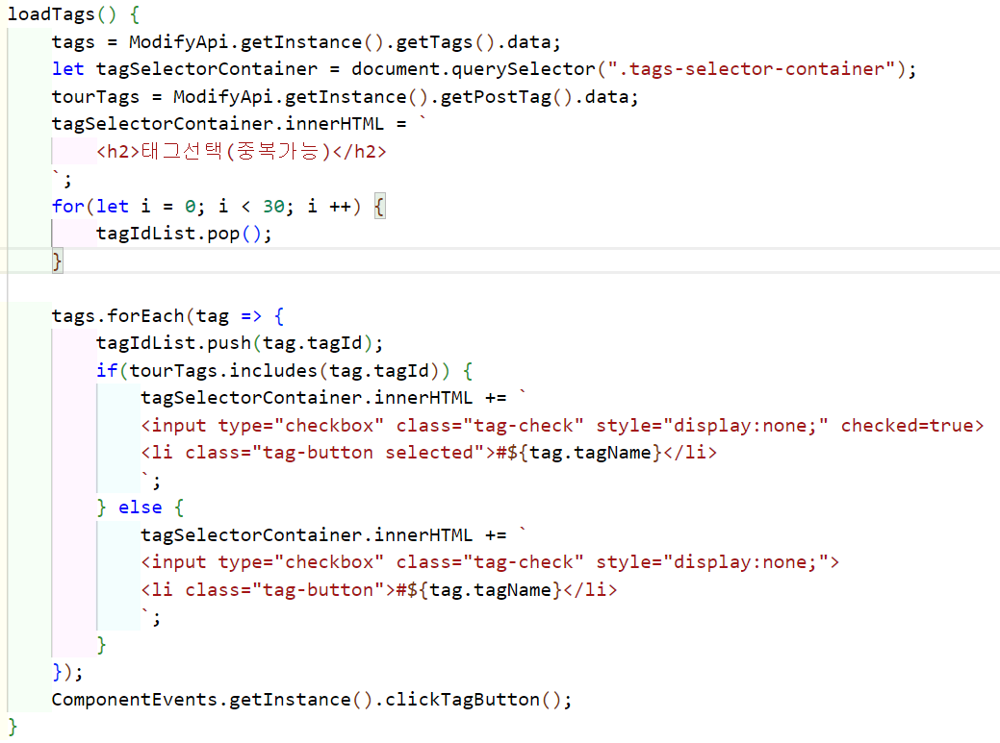 loadTags() {
    tags = ModifyApi.getInstance().getTags().data;
    let tagSelectorContainer = document.querySelector(".tags-selector-container");
    tourTags = ModifyApi.getInstance().getPostTag().data;
    tagSelectorContainer.innerHTML = `
        <h2>태그선택(중복가능)</h2>
    `;
    for(let i = 0; i < 30; i ++) {
        tagIdList.pop();
    }

    tags.forEach(tag => {
        tagIdList.push(tag.tagId);
        if(tourTags.includes(tag.tagId)) {
            tagSelectorContainer.innerHTML += `
            <input type="checkbox" class="tag-check" style="display:none;" checked=true>
            <li class="tag-button selected">#${tag.tagName}</li>
            `;
        } else {
            tagSelectorContainer.innerHTML += `
            <input type="checkbox" class="tag-check" style="display:none;">
            <li class="tag-button">#${tag.tagName}</li>
            `;
        }
    });
    ComponentEvents.getInstance().clickTagButton();
}